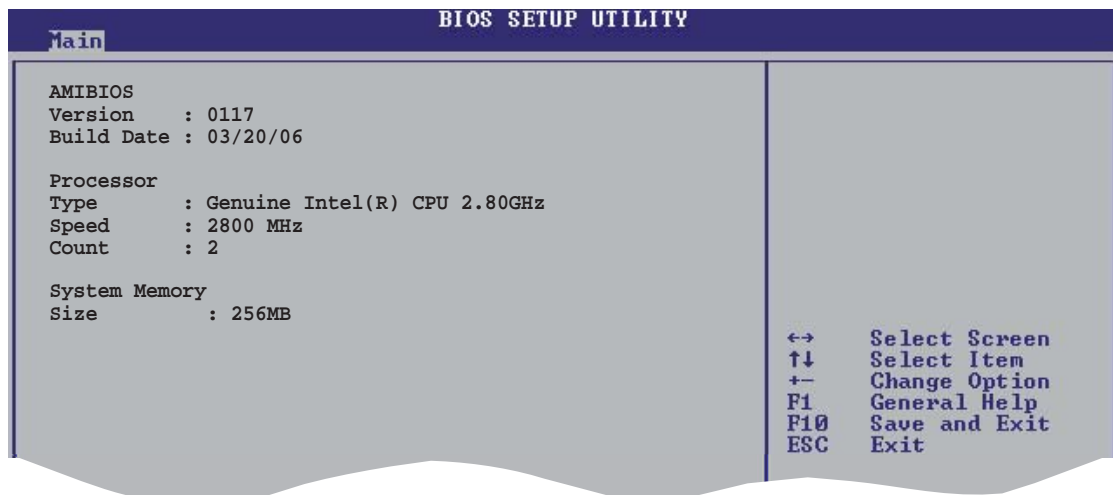 BIOS SETUP UTILITY
Main
AMIBIOS
Version : 0117
Build Date : 03/20/06
Processor
Type : Genuine Intel(R) CPU 2.80GHz
Speed : 2800 MHz
Count : 2
System Memory
Size : 256MB
←→ Select Screen
↑↓ Select Item
+- Change Option
F1 General Help
F10 Save and Exit
ESC Exit